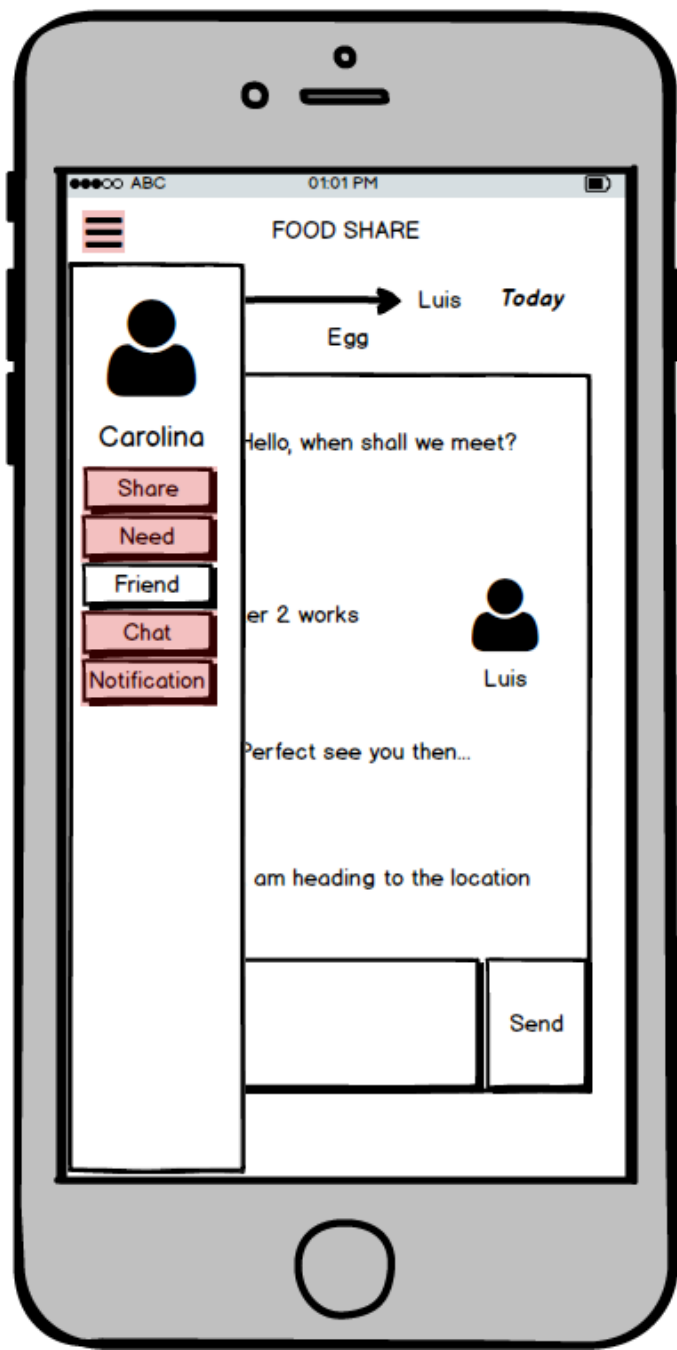 ABC 01:01 PM
FOOD SHARE
Luis Today
Egg
Carolina
Share
Need
Friend
Chat
Notification
Hello, when shall we meet?
er 2 works
Luis
Perfect see you then...
am heading to the location
Send